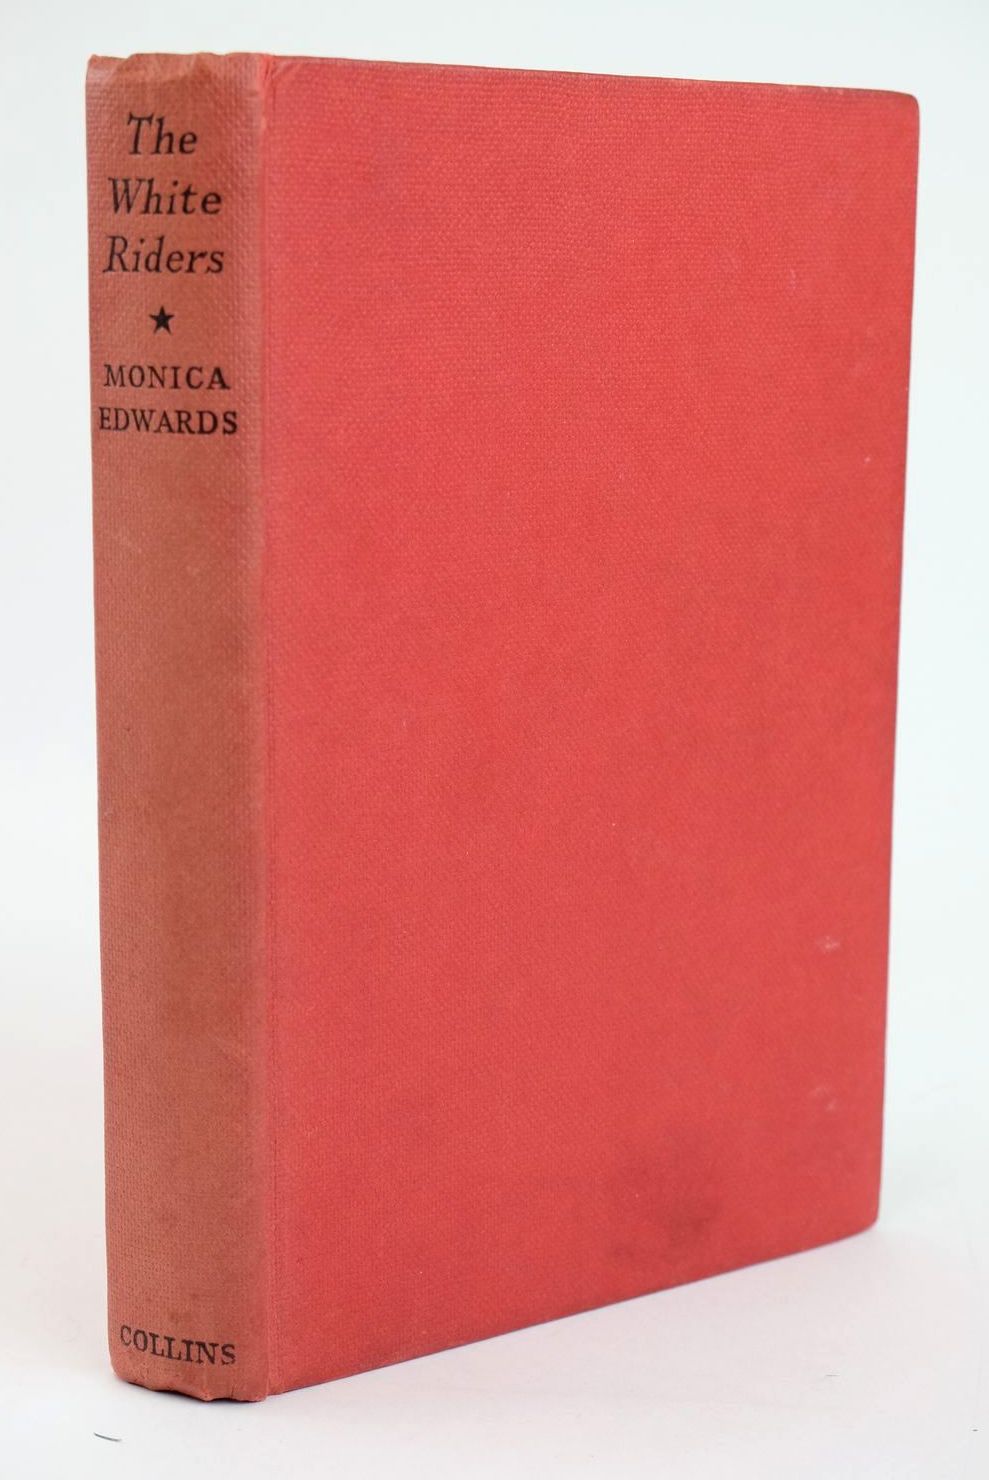 The
White
Riders
★
MONICA
EDWARDS
COLLINS